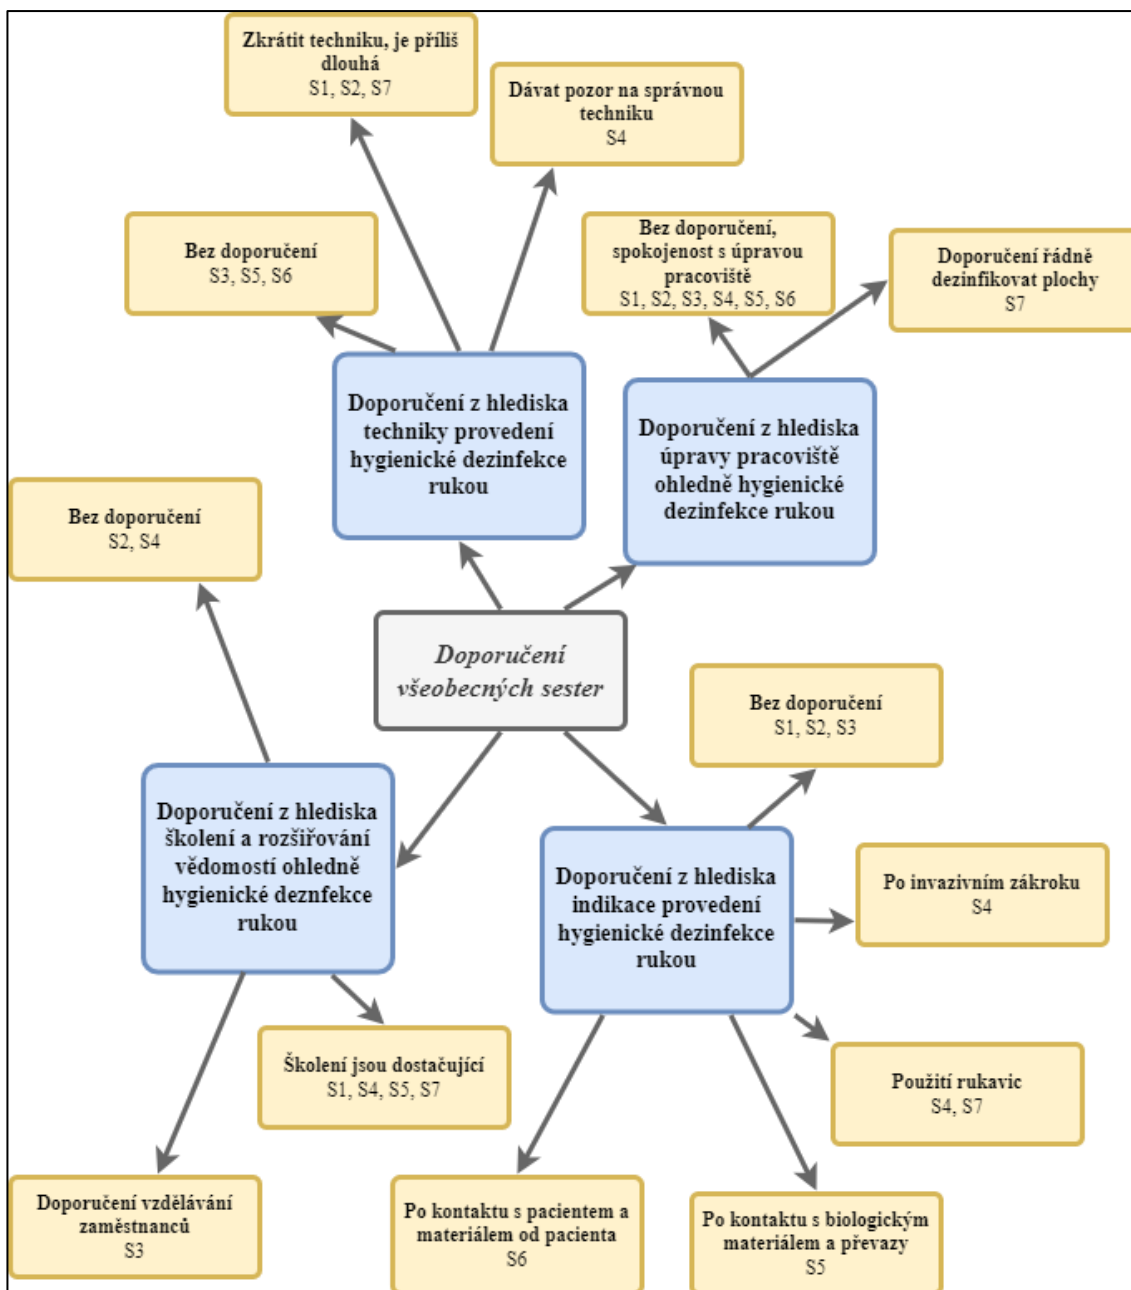 Zkrátit techniku, je příliš
dlouhá
S1, S2, S7
Dávat pozor na správnou
techniku
S4
Bez doporučení
S3, S5, S6
Bez doporučení,
spokojenost s úpravou
pracoviště
S1, S2, S3, S4, S5, S6
Doporučení řádně
dezinfikovat plochy
S7
Doporučení z hlediska
techniky provedení
hygienické dezinfekce
rukou
Doporučení z hlediska
úpravy pracoviště
ohledně hygienické
dezinfekce rukou
Bez doporučení
S2, S4
Doporučení
všeobecných sester
Bez doporučení
S1, S2, S3
Doporučení z hlediska
školení a rozšiřování
vědomostí ohledně
hygienické deznfekce
rukou
Doporučení z hlediska
indikace provedení
hygienické dezinfekce
rukou
Po invazivním zákroku
S4
Školení jsou dostačující
S1, S4, S5, S7
Použití rukavic
S4, S7
Doporučení vzdělávání
zaměstnanců
S3
Po kontaktu s pacientem a
materiálem od pacienta
S6
Po kontaktu s biologickým
materiálem a převazy
S5